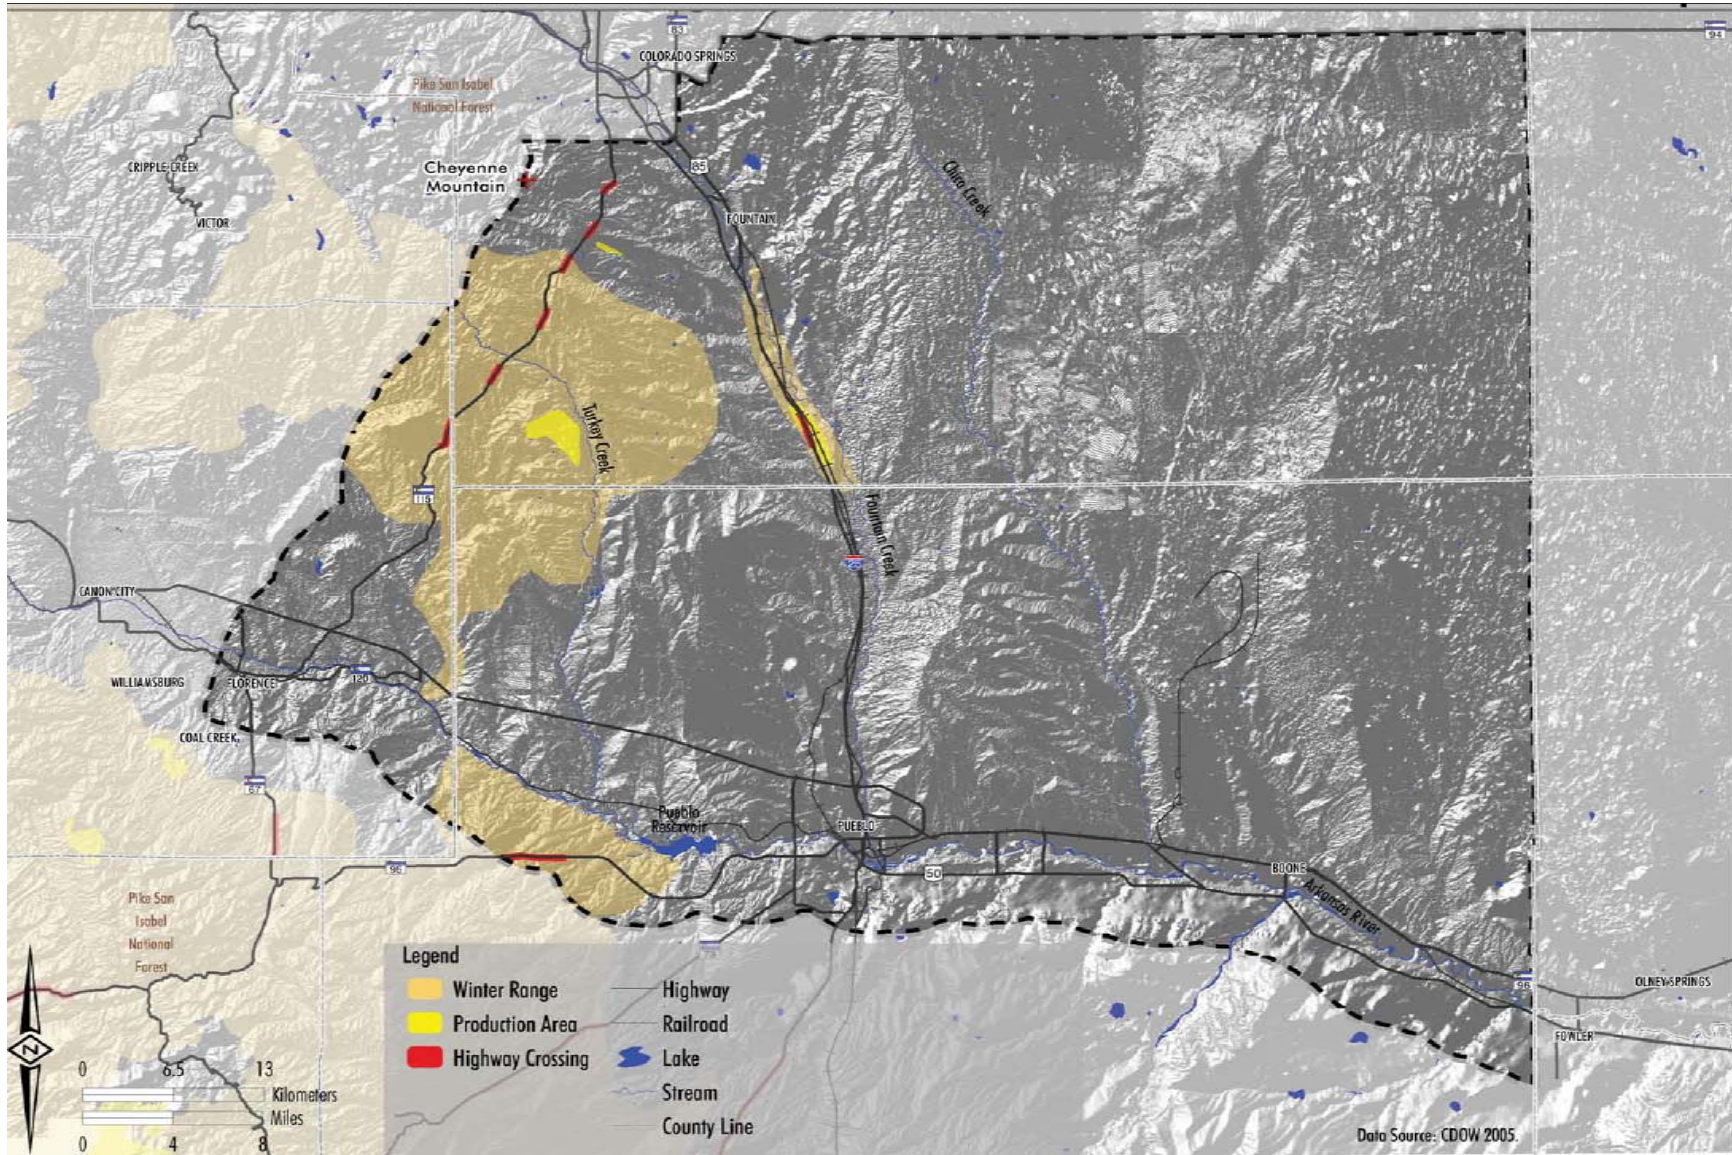 83
94
COLORADO SPRINGS
Pike San Isabel
National Forest
CRIPPLE CREEK
Cheyenne
Mountain
85
Chico Creek
VICTOR
FOUNTAIN
Turkey Creek
115
Fountain Creek
25
CANON CITY
WILLIAMSBURG
FLORENCE
120
COAL CREEK
67
Pueblo
Reservoir
PUEBLO
96
50
BOONE
Arkansas River
Pike San
Isabel
National
Forest
78
96
OLNEY SPRINGS
FOWLER
Legend
Winter Range
Production Area
Highway Crossing
Highway
Railroad
Lake
Stream
County Line
N
0 6.5 13
Kilometers
Miles
0 4 8
Data Source: CDOW 2005.